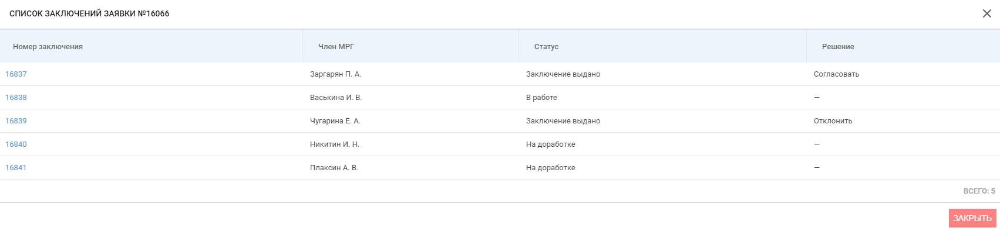 СПИСОК ЗАКЛЮЧЕНИЙ ЗАЯВКИ №16066
Номер заключения Член МРГ Статус Решение
16837 Заргарян П. А. Заключение выдано Согласовать
16838 Васькина И. В. В работе —
16839 Чугарина Е. А. Заключение выдано Отклонить
16840 Никитин И. Н. На доработке —
16841 Плаксин А. В. На доработке —
ВСЕГО: 5
ЗАКРЫТЬ